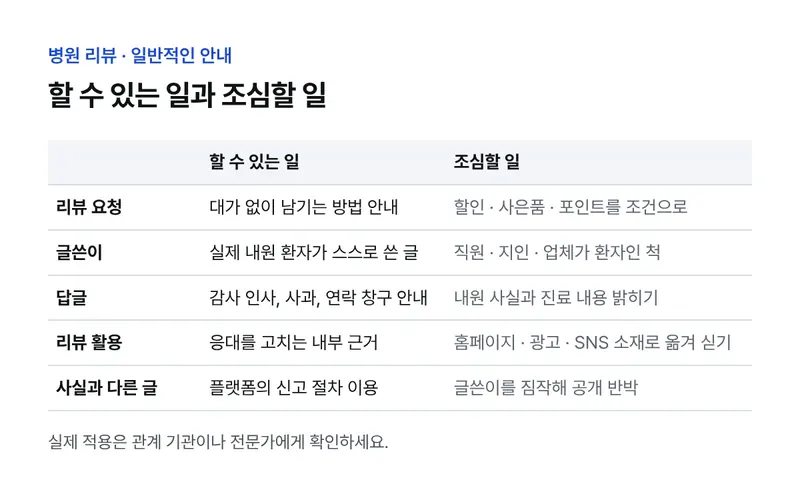 병원 리뷰 · 일반적인 안내
할 수 있는 일과 조심할 일
할 수 있는 일 조심할 일
리뷰 요청 대가 없이 남기는 방법 안내 할인 · 사은품 · 포인트를 조건으로
글쓴이 실제 내원 환자가 스스로 쓴 글 직원 · 지인 · 업체가 환자인 척
답글 감사 인사, 사과, 연락 창구 안내 내원 사실과 진료 내용 밝히기
리뷰 활용 응대를 고치는 내부 근거 홈페이지 · 광고 · SNS 소재로 옮겨 싣기
사실과 다른 글 플랫폼의 신고 절차 이용 글쓴이를 짐작해 공개 반박
실제 적용은 관계 기관이나 전문가에게 확인하세요.